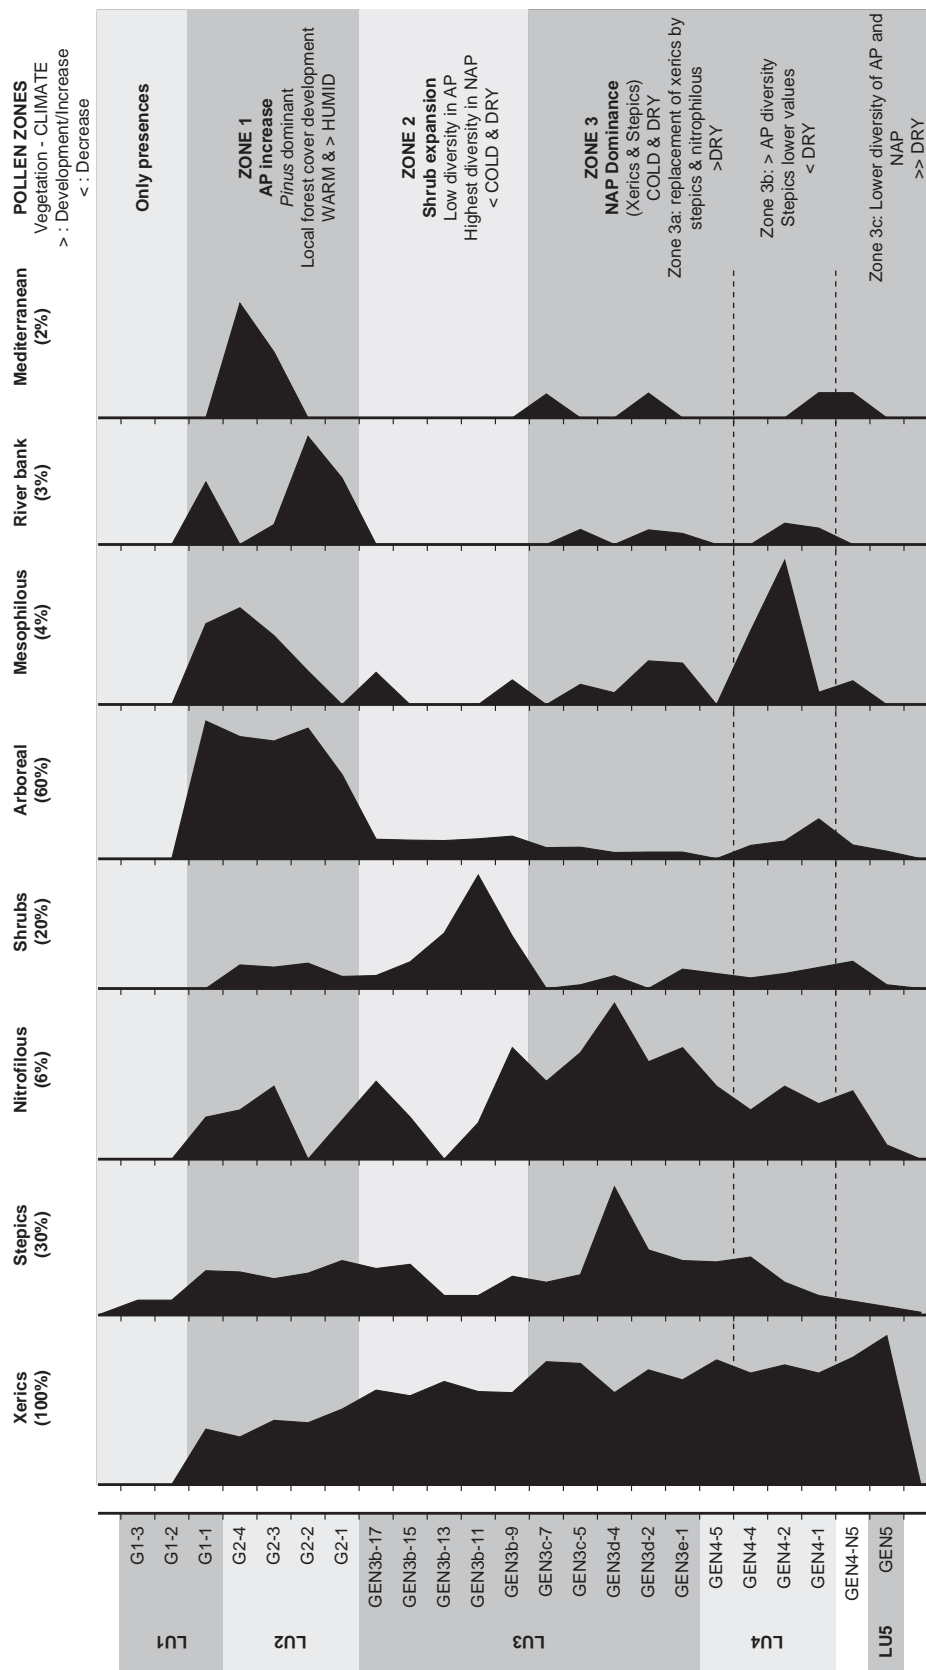 POLLEN ZONES
Vegetation - CLIMATE
> : Development/Increase
< : Decrease
Mediterranean
(2%)
River bank
(3%)
Mesophilous
(4%)
Arboreal
(60%)
Shrubs
(20%)
Nitrofilous
(6%)
Stepics
(30%)
Xerics
(100%)
Only presences
ZONE 1
AP increase
Pinus dominant
Local forest cover development
WARM & > HUMID
ZONE 2
Shrub expansion
Low diversity in AP
Highest diversity in NAP
< COLD & DRY
ZONE 3
NAP Dominance
(Xerics & Stepics)
COLD & DRY
Zone 3a: replacement of xerics by
stepics & nitrophilous
>DRY
Zone 3b: > AP diversity
Stepics lower values
< DRY
Zone 3c: Lower diversity of AP and
NAP
>> DRY
G1-3
G1-2
G1-1
G2-4
G2-3
G2-2
G2-1
GEN3b-17
GEN3b-15
GEN3b-13
GEN3b-11
GEN3b-9
GEN3c-7
GEN3c-5
GEN3d-4
GEN3d-2
GEN3e-1
GEN4-5
GEN4-4
GEN4-2
GEN4-1
GEN4-N5
GEN5
LU1
LU2
LU3
LU4
LU5